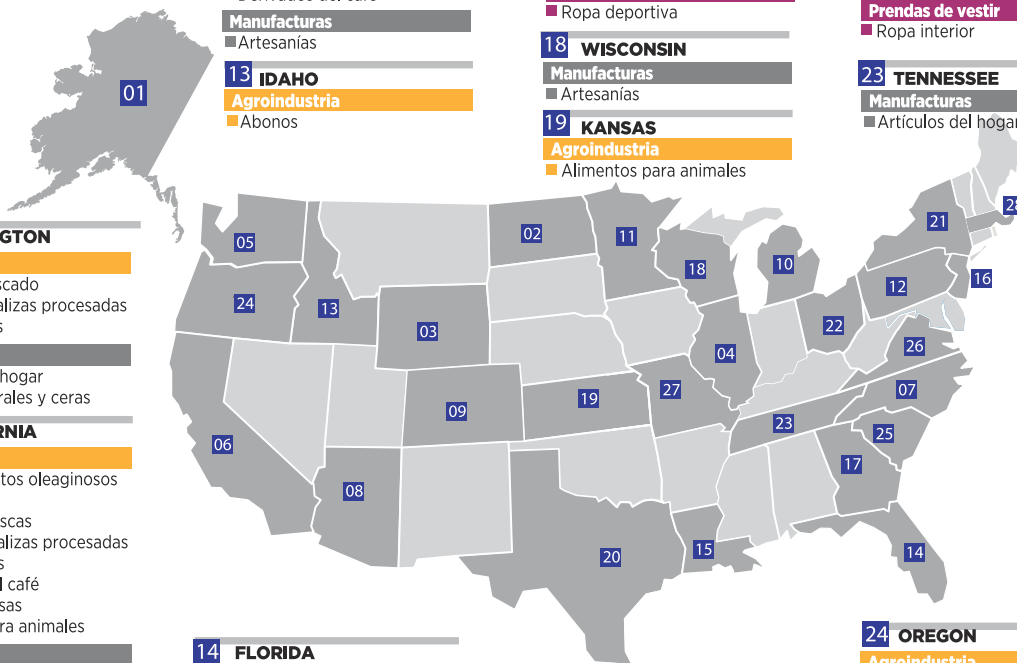 Manufacturas
Artesanías
13 IDAHO
Agroindustria
Abonos
Ropa deportiva
18 WISCONSIN
Manufacturas
Artesanías
19 KANSAS
Agroindustria
Alimentos para animales
Prendas de vestir
Ropa interior
23 TENNESSEE
Manufacturas
Artículos del hogar
GTON
scado
alizas procesadas
s
hogar
rales y ceras
RNIA
tos oleaginosos
scas
alizas procesadas
s
l café
sas
ra animales
01
05
02
11
21
28
24
13
03
18
10
12
16
22
26
04
09
19
27
07
06
23
25
08
17
20
15
14
14 FLORIDA
24 OREGON
Agroindustria